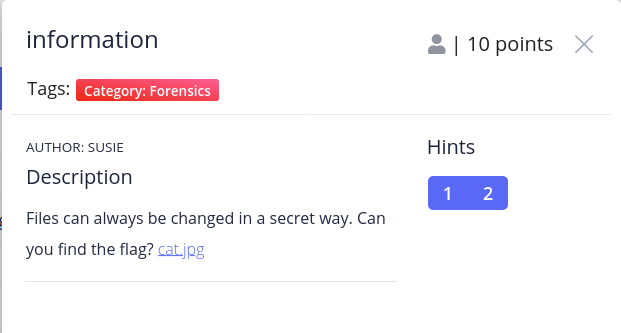 information
| 10 points
Tags: Category: Forensics
AUTHOR: SUSIE
Description
Files can always be changed in a secret way. Can
you find the flag? cat.jpg
Hints
1 2